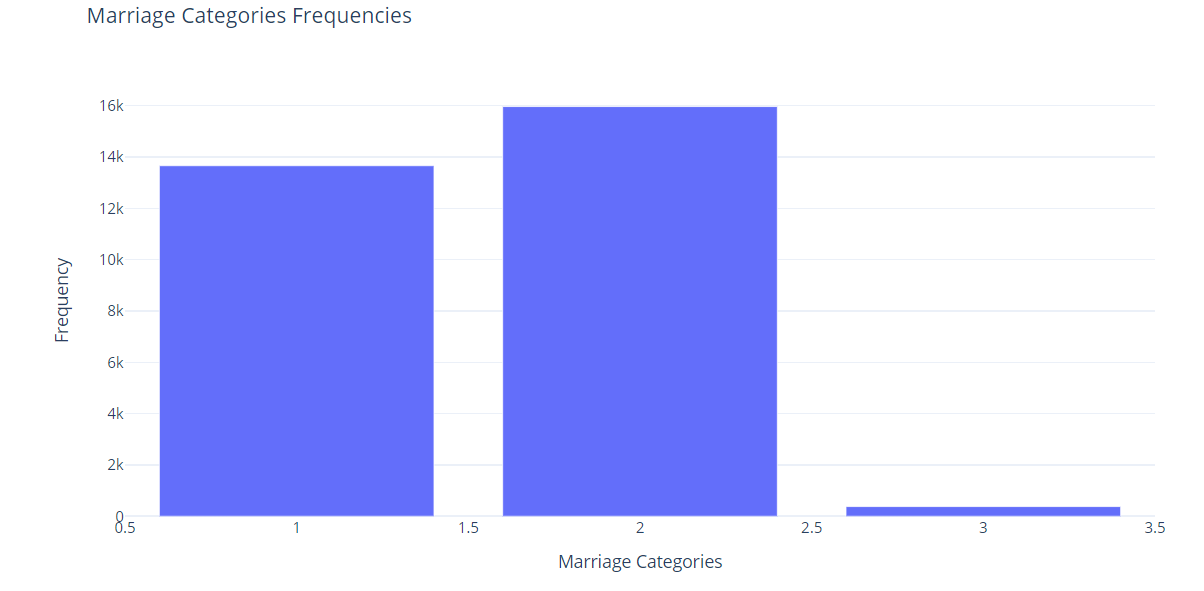 Marriage Categories Frequencies
16k
14k
12k
10k
8k
6k
4k
2k
0
Frequency
0.5 1 1.5 2 2.5 3 3.5
Marriage Categories